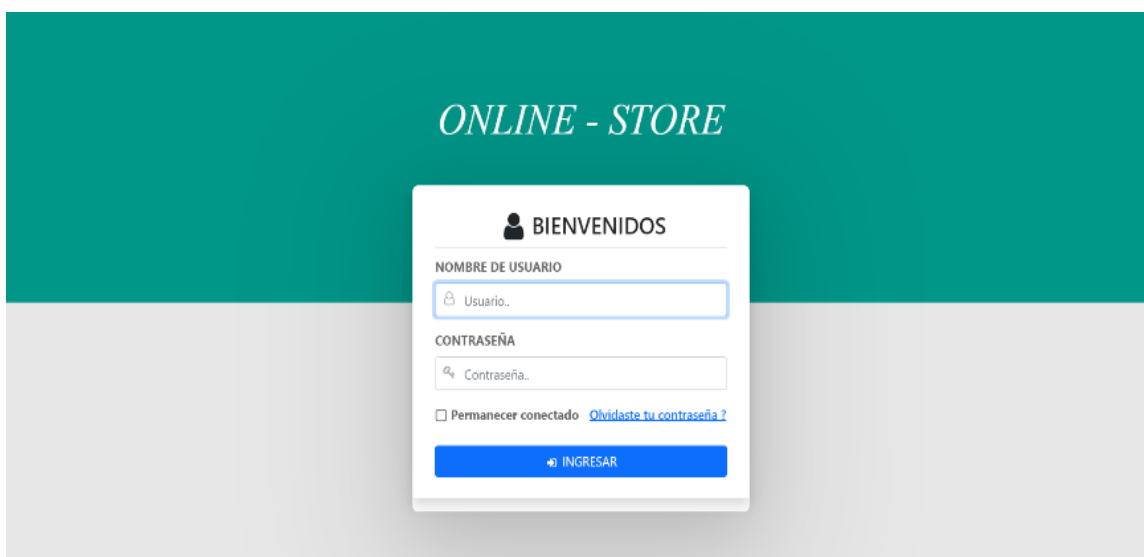 ONLINE - STORE
BIENVENIDOS
NOMBRE DE USUARIO
Usuario..
CONTRASEÑA
Contraseña..
Permanecer conectado Olvidaste tu contraseña ?
INGRESAR